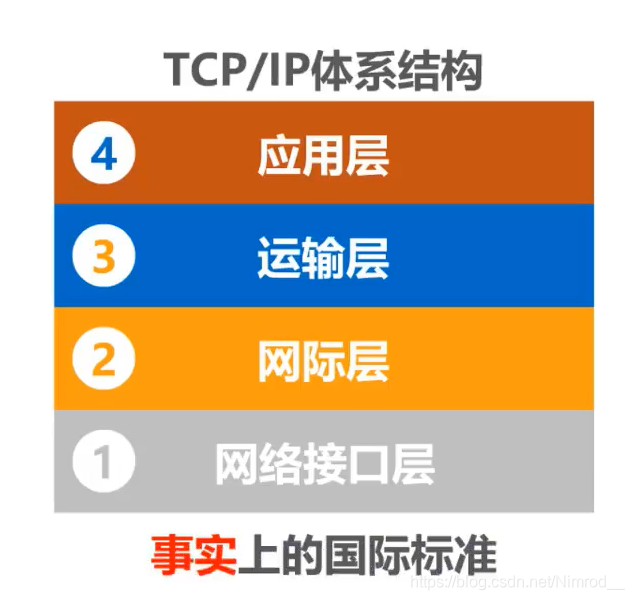 TCP/IP体系结构
4 应用层
3 运输层
2 网际层
1 网络接口层
事实上的国际标准
https://blog.csdn.net/Nimrod__